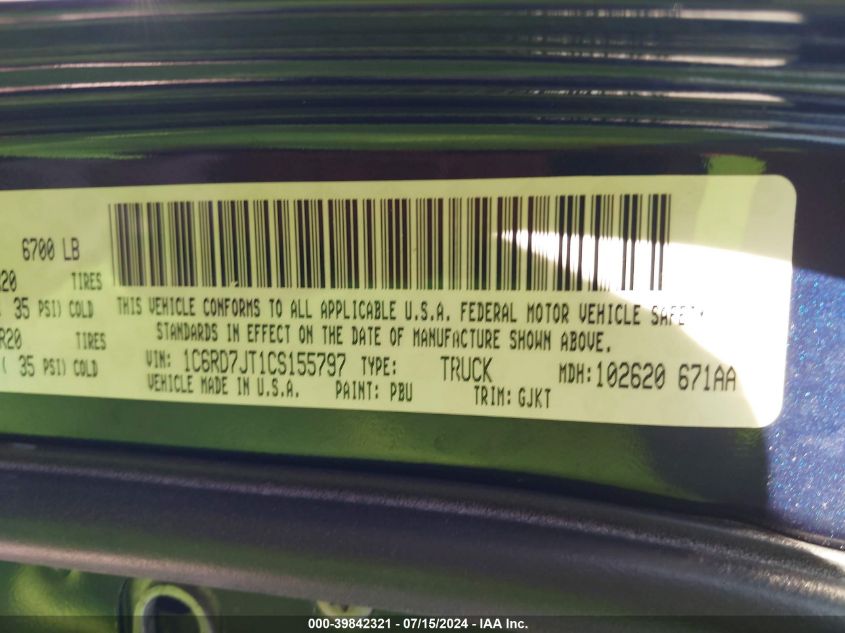 6700 LB
R20 TIRES
35 PSI) COLD
R20 TIRES
( 35 PSI) COLD
THIS VEHICLE CONFORMS TO ALL APPLICABLE U.S.A. FEDERAL MOTOR VEHICLE SAFETY
STANDARDS IN EFFECT ON THE DATE OF MANUFACTURE SHOWN ABOVE.
VIN: 1C6RD7JT1CS155797 TYPE: TRUCK MDH: 102620 671AA
VEHICLE MADE IN U.S.A. PAINT: PBU TRIM: GJKT
000-39842321 - 07/15/2024 - IAA Inc.